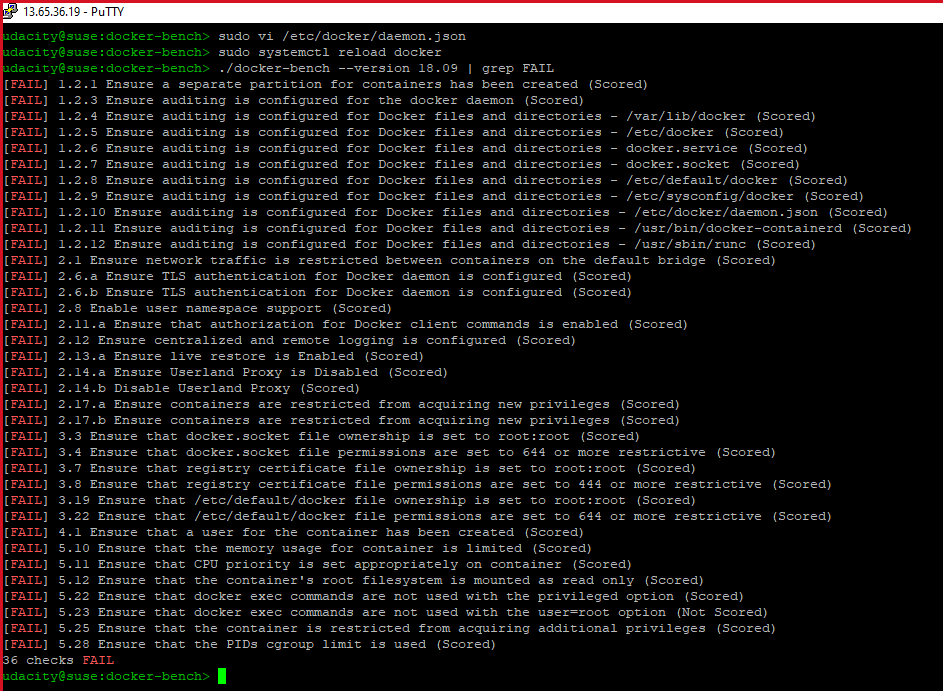 13.65.36.19 - PuTTY
udacity@suse:docker-bench> sudo vi /etc/docker/daemon.json
udacity@suse:docker-bench> sudo systemctl reload docker
udacity@suse:docker-bench> ./docker-bench --version 18.09 | grep FAIL
[FAIL] 1.2.1 Ensure a separate partition for containers has been created (Scored)
[FAIL] 1.2.3 Ensure auditing is configured for the docker daemon (Scored)
[FAIL] 1.2.4 Ensure auditing is configured for Docker files and directories - /var/lib/docker (Scored)
[FAIL] 1.2.5 Ensure auditing is configured for Docker files and directories - /etc/docker (Scored)
[FAIL] 1.2.6 Ensure auditing is configured for Docker files and directories - docker.service (Scored)
[FAIL] 1.2.7 Ensure auditing is configured for Docker files and directories - docker.socket (Scored)
[FAIL] 1.2.8 Ensure auditing is configured for Docker files and directories - /etc/default/docker (Scored)
[FAIL] 1.2.9 Ensure auditing is configured for Docker files and directories - /etc/sysconfig/docker (Scored)
[FAIL] 1.2.10 Ensure auditing is configured for Docker files and directories - /etc/docker/daemon.json (Scored)
[FAIL] 1.2.11 Ensure auditing is configured for Docker files and directories - /usr/bin/docker-containerd (Scored)
[FAIL] 1.2.12 Ensure auditing is configured for Docker files and directories - /usr/sbin/runc (Scored)
[FAIL] 2.1 Ensure network traffic is restricted between containers on the default bridge (Scored)
[FAIL] 2.6.a Ensure TLS authentication for Docker daemon is configured (Scored)
[FAIL] 2.6.b Ensure TLS authentication for Docker daemon is configured (Scored)
[FAIL] 2.8 Enable user namespace support (Scored)
[FAIL] 2.11.a Ensure that authorization for Docker client commands is enabled (Scored)
[FAIL] 2.12 Ensure centralized and remote logging is configured (Scored)
[FAIL] 2.13.a Ensure live restore is Enabled (Scored)
[FAIL] 2.14.a Ensure Userland Proxy is Disabled (Scored)
[FAIL] 2.14.b Disable Userland Proxy (Scored)
[FAIL] 2.17.a Ensure containers are restricted from acquiring new privileges (Scored)
[FAIL] 2.17.b Ensure containers are restricted from acquiring new privileges (Scored)
[FAIL] 3.3 Ensure that docker.socket file ownership is set to root:root (Scored)
[FAIL] 3.4 Ensure that docker.socket file permissions are set to 644 or more restrictive (Scored)
[FAIL] 3.7 Ensure that registry certificate file ownership is set to root:root (Scored)
[FAIL] 3.8 Ensure that registry certificate file permissions are set to 444 or more restrictive (Scored)
[FAIL] 3.19 Ensure that /etc/default/docker file ownership is set to root:root (Scored)
[FAIL] 3.22 Ensure that /etc/default/docker file permissions are set to 644 or more restrictive (Scored)
[FAIL] 4.1 Ensure that a user for the container has been created (Scored)
[FAIL] 5.10 Ensure that the memory usage for container is limited (Scored)
[FAIL] 5.11 Ensure that CPU priority is set appropriately on container (Scored)
[FAIL] 5.12 Ensure that the container's root filesystem is mounted as read only (Scored)
[FAIL] 5.22 Ensure that docker exec commands are not used with the privileged option (Scored)
[FAIL] 5.23 Ensure that docker exec commands are not used with the user=root option (Not Scored)
[FAIL] 5.25 Ensure that the container is restricted from acquiring additional privileges (Scored)
[FAIL] 5.28 Ensure that the PIDs cgroup limit is used (Scored)
36 checks FAIL
udacity@suse:docker-bench>